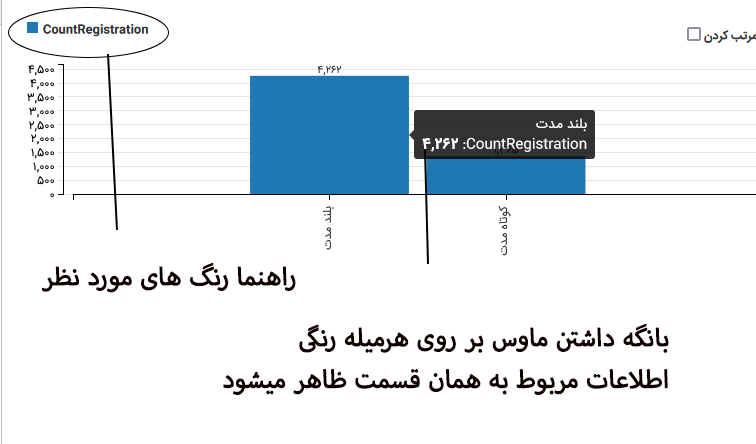 CountRegistration
مرتب کردن
۴,۵۰۰
۴,۰۰۰
۳,۵۰۰
۳,۰۰۰
۲,۵۰۰
۲,۰۰۰
۱,۵۰۰
۱,۰۰۰
۵۰۰
۰
۴,۲۶۲
بلند مدت
CountRegistration: ۴,۲۶۲
بلند مدت
کوتاه مدت
راهنما رنگ های مورد نظر
بانگه داشتن ماوس بر روی هرمیله رنگی
اطلاعات مربوط به همان قسمت ظاهر میشود